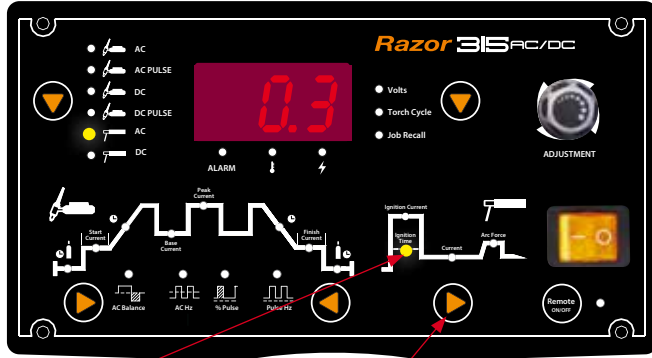 Razor 315 AC/DC
AC
AC PULSE
DC
DC PULSE
AC
DC
0.3
ALARM
Volts
Torch Cycle
Job Recall
ADJUSTMENT
Start
Current
Base
Current
Peak
Current
Finish
Current
AC Balance
AC Hz
% Pulse
Pulse Hz
Ignition Current
Ignition
Time
Current
Arc Force
Remote
ON/OFF